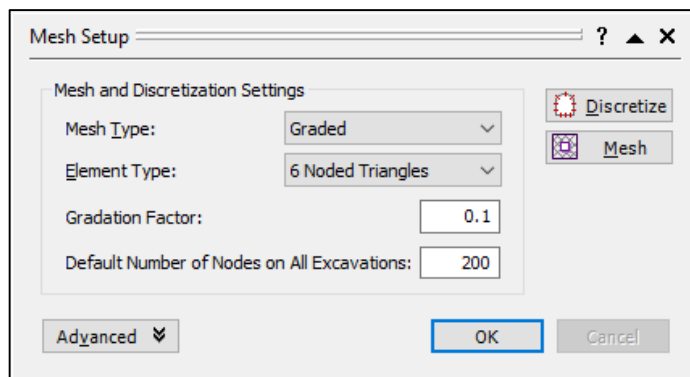 Mesh Setup
Mesh and Discretization Settings
Mesh Type: Graded
Element Type: 6 Noded Triangles
Gradation Factor: 0.1
Default Number of Nodes on All Excavations: 200
Discretize
Mesh
Advanced
OK
Cancel